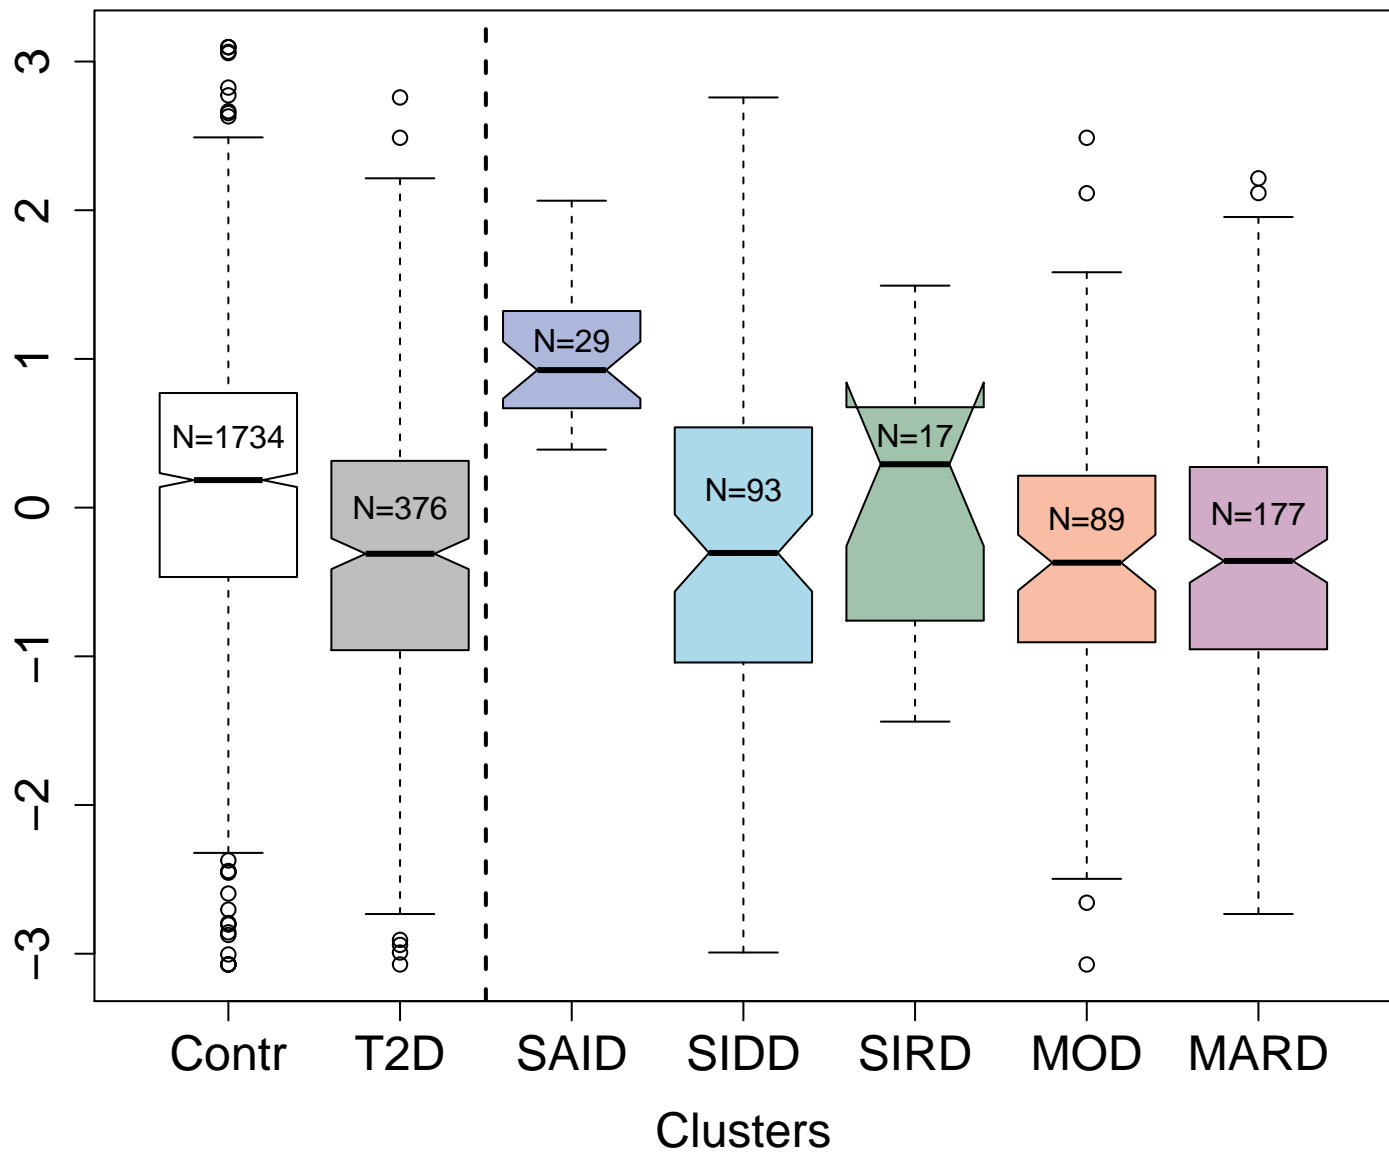 3
2
1
0
−1
−2
−3
N=1734
N=376
N=29
N=93
N=17
N=89
N=177
Contr T2D SAID SIDD SIRD MOD MARD
Clusters